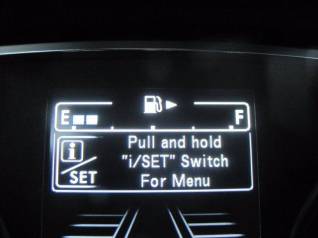 E F
i
SET
Pull and hold
"i/SET" Switch
For Menu